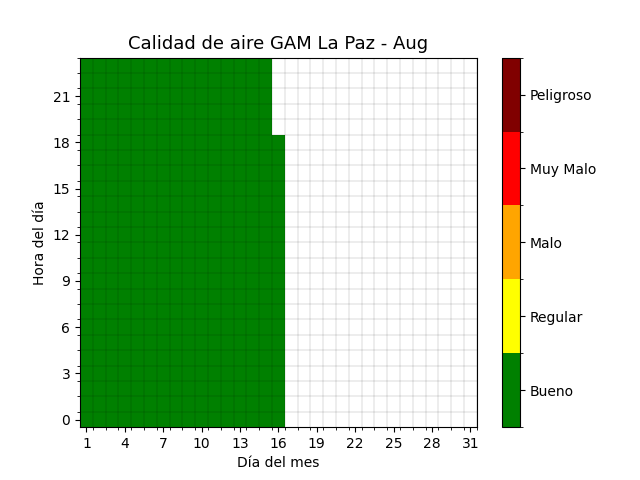 Calidad de aire GAM La Paz - Aug
Hora del día
21
18
15
12
9
6
3
0
1 4 7 10 13 16 19 22 25 28 31
Día del mes
Peligroso
Muy Malo
Malo
Regular
Bueno